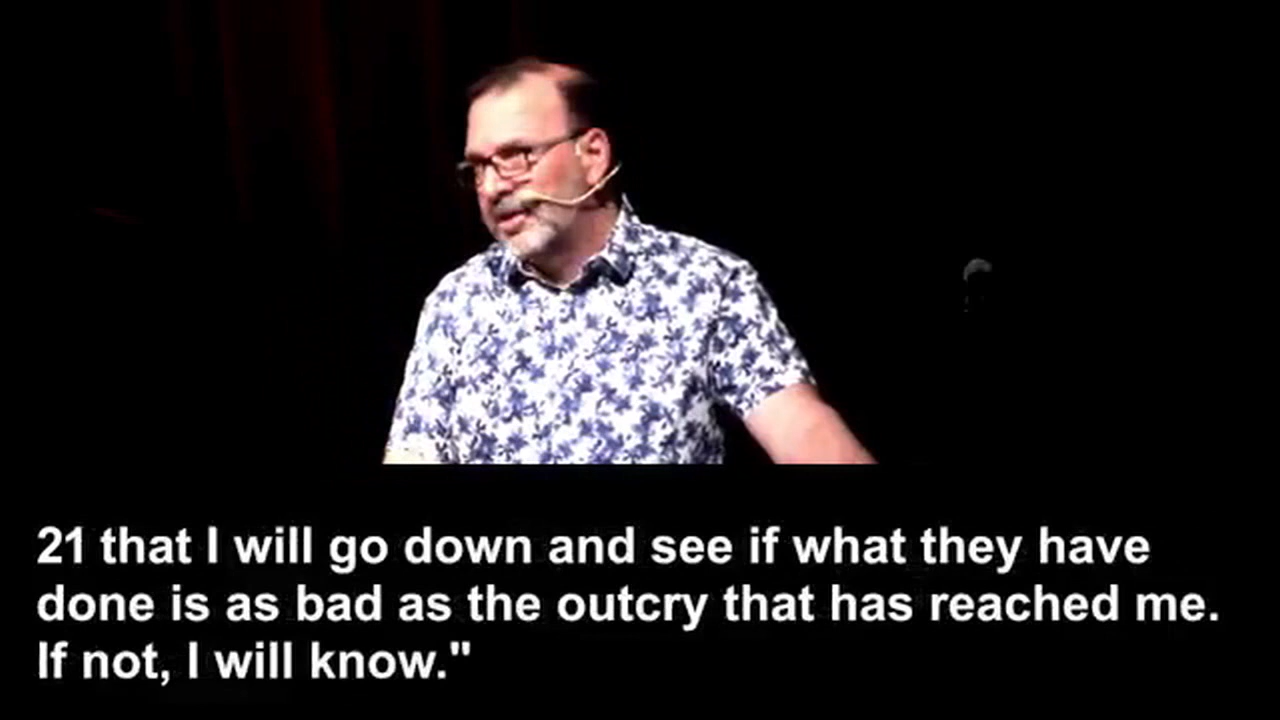 21 that I will go down and see if what they have
done is as bad as the outcry that has reached me.
If not, I will know."